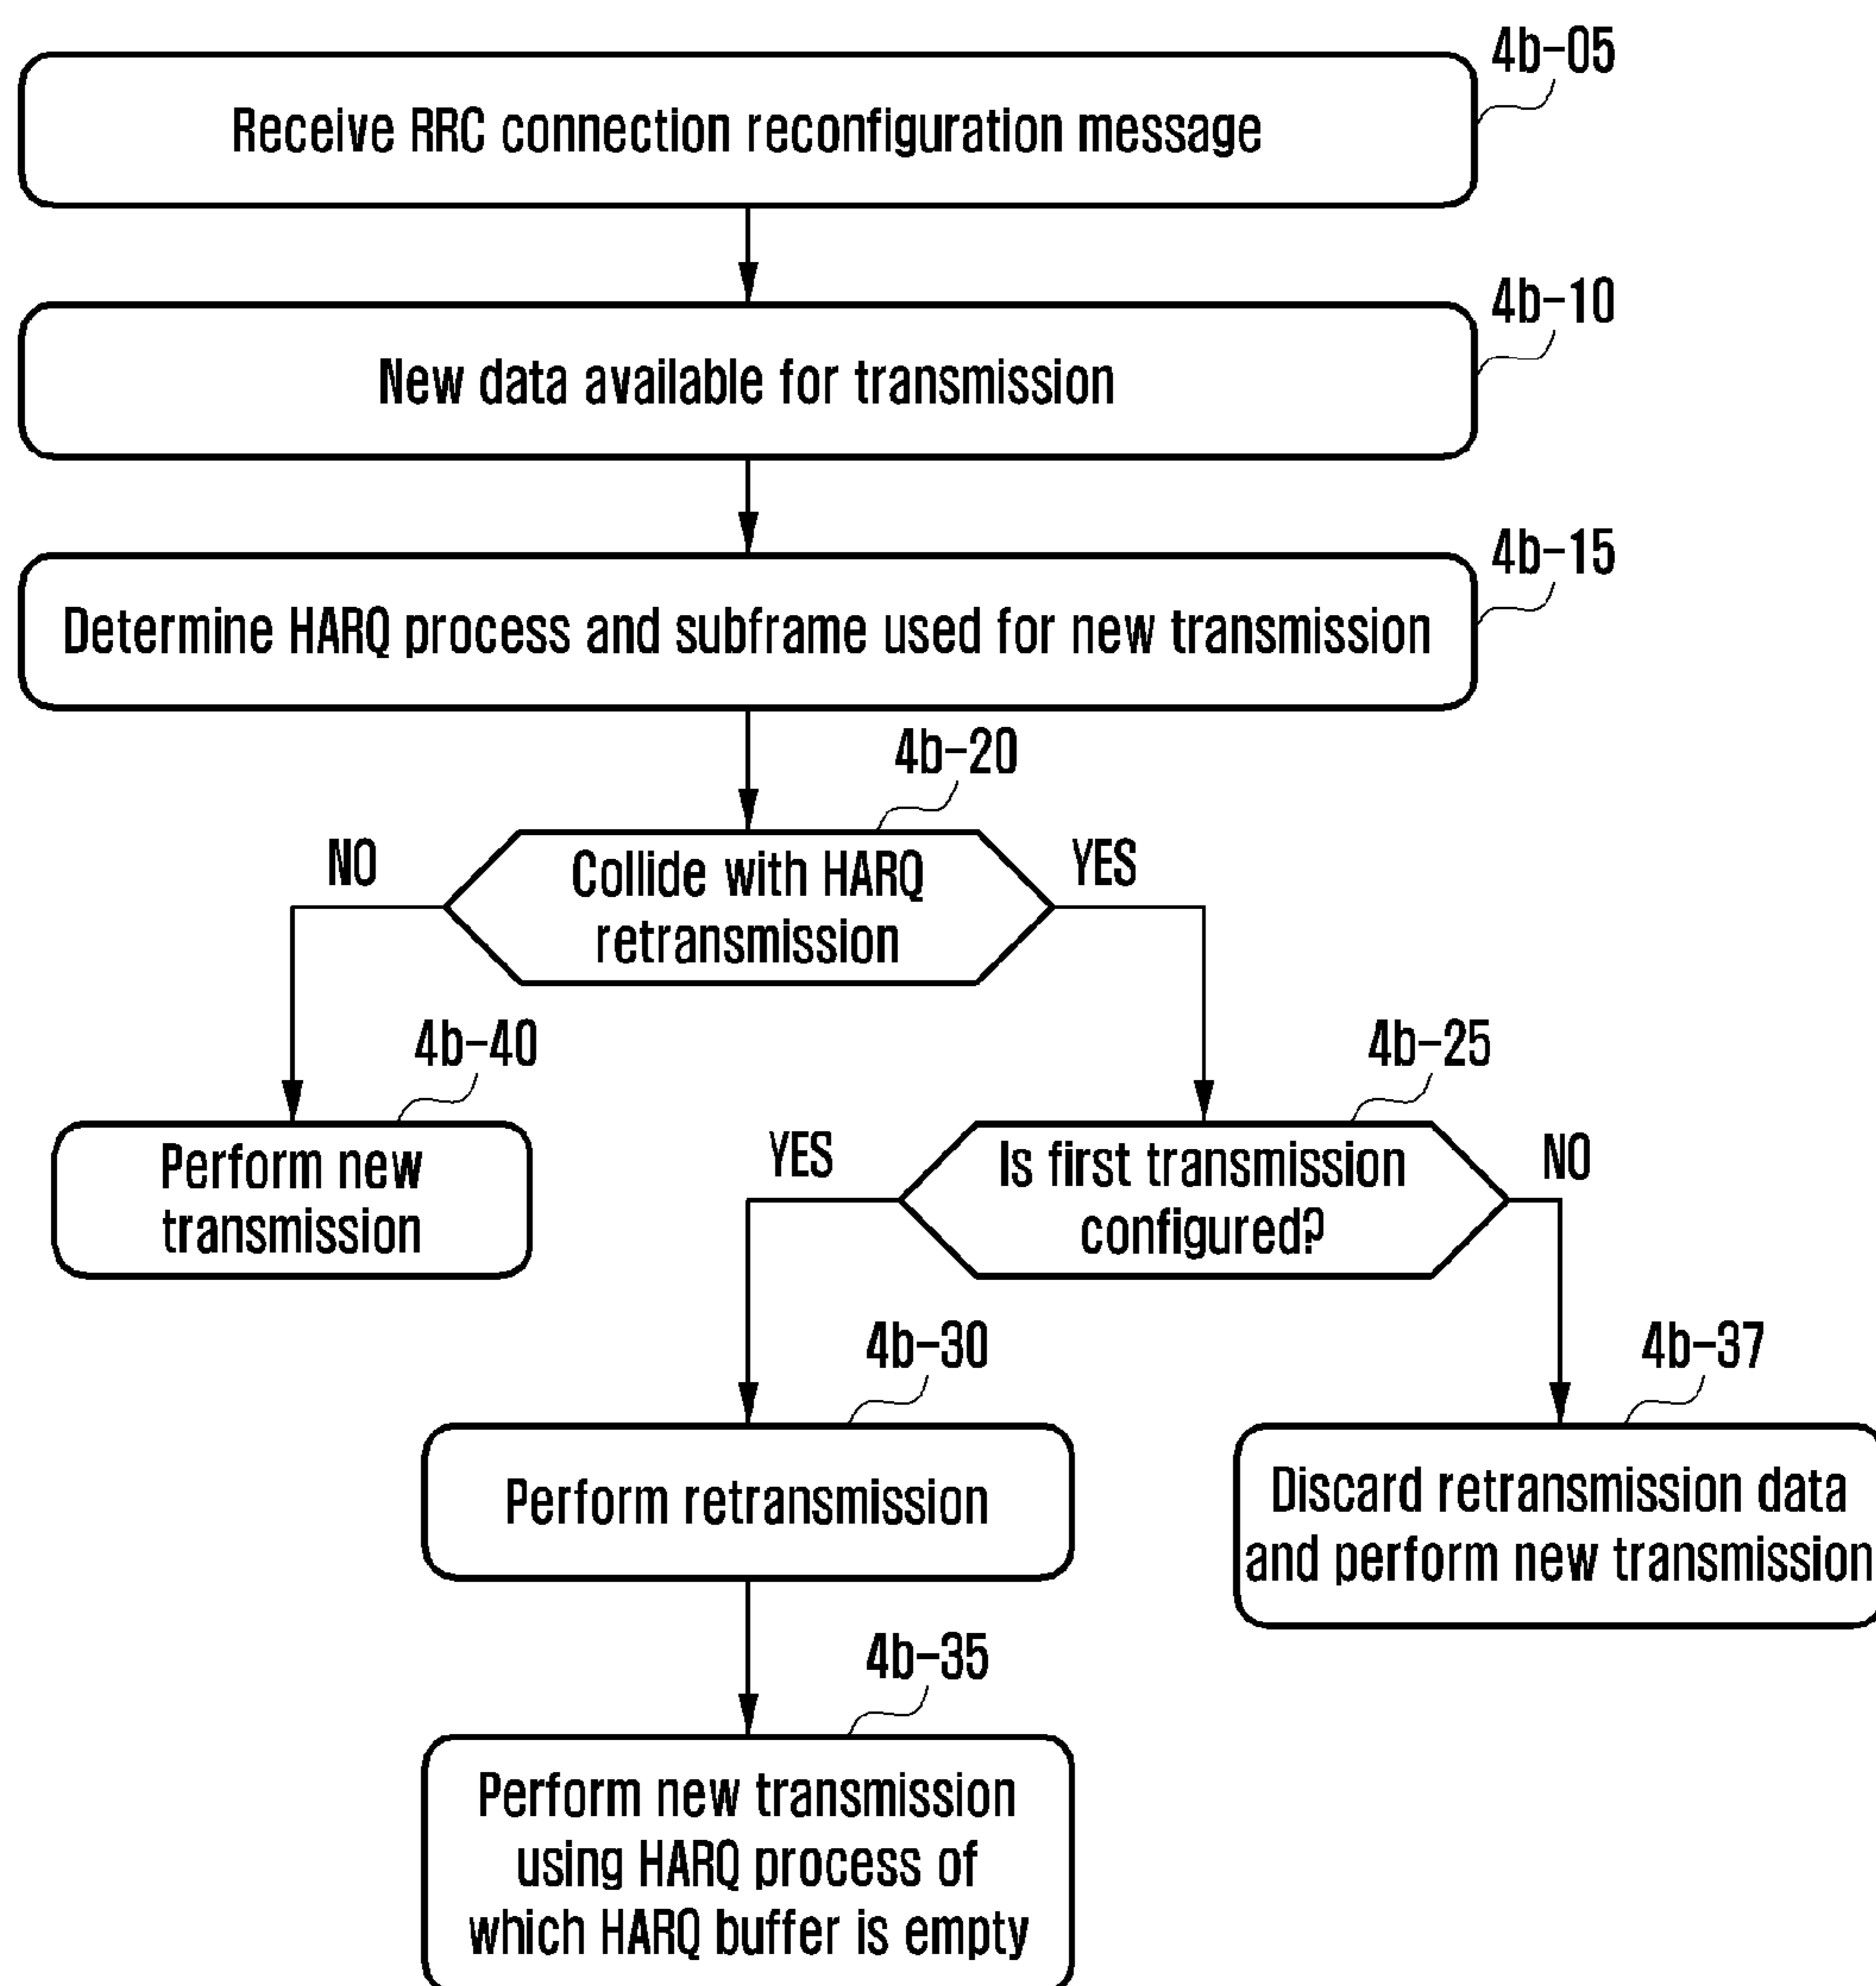 4b-05
Receive RRC connection reconfiguration message
4b-10
New data available for transmission
4b-15
Determine HARQ process and subframe used for new transmission
4b-20
NO
Collide with HARQ
retransmission
YES
4b-40
Perform new
transmission
4b-25
YES
Is first transmission
configured?
NO
4b-30
Perform retransmission
4b-37
Discard retransmission data
and perform new transmission
4b-35
Perform new transmission
using HARQ process of
which HARQ buffer is empty